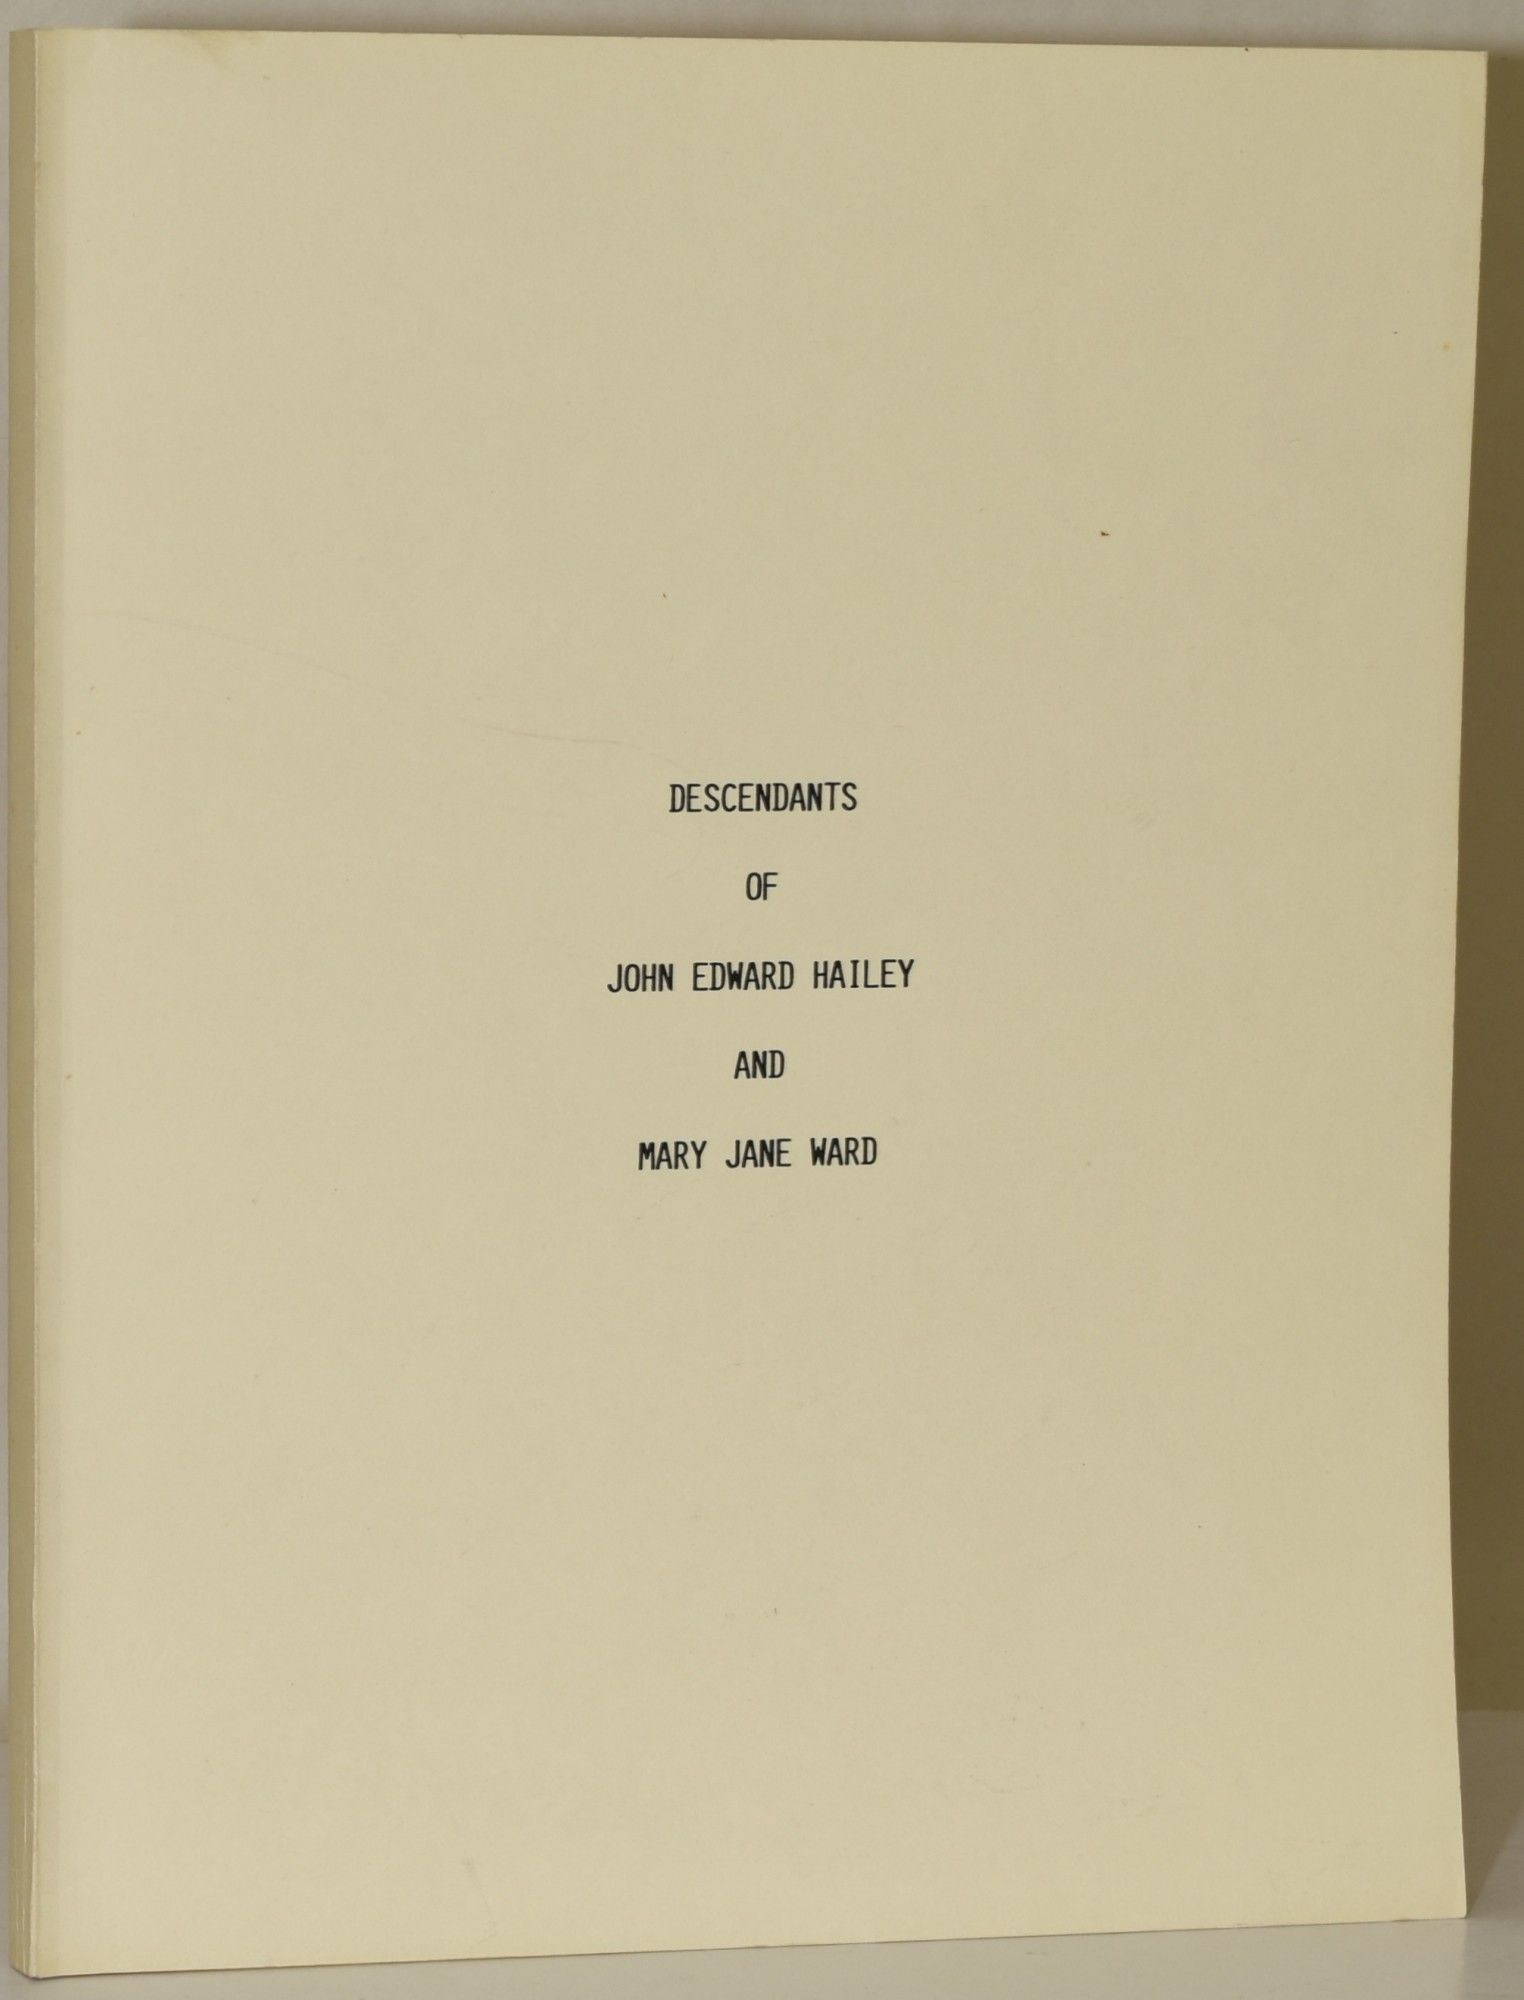 DESCENDANTS
OF
JOHN EDWARD HAILEY
AND
MARY JANE WARD